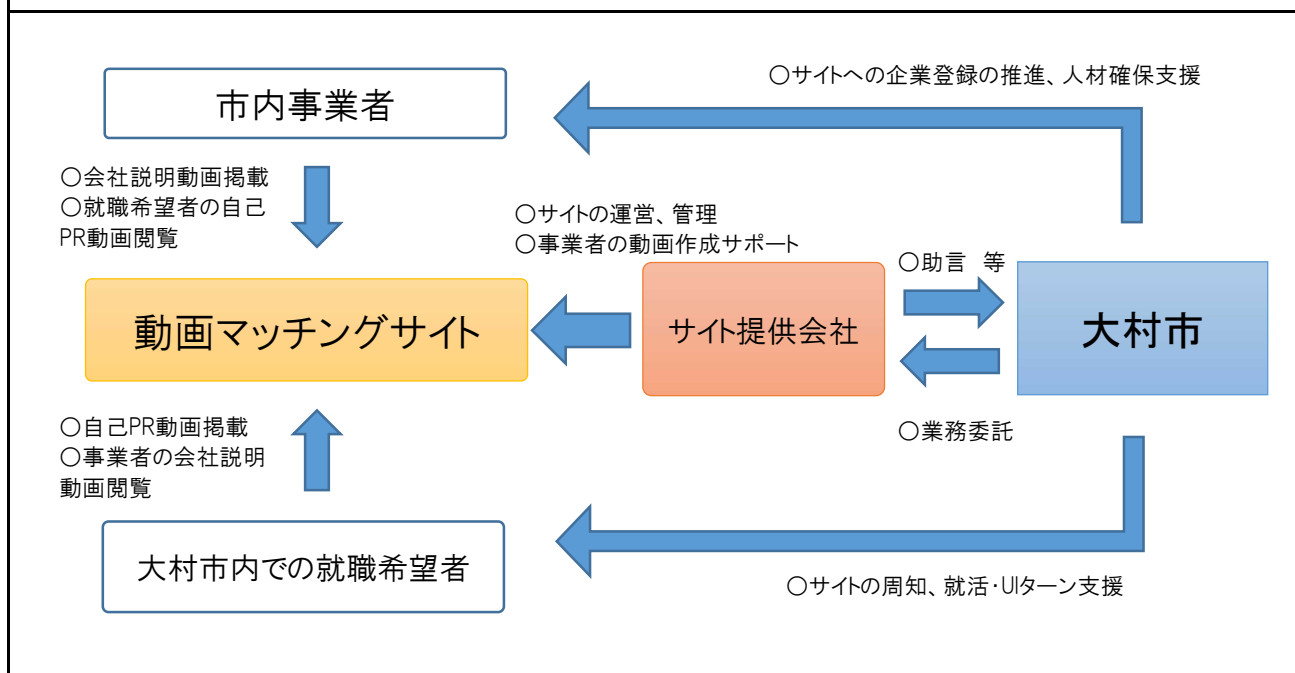 ○サイトへの企業登録の推進、人材確保支援
市内事業者
○会社説明動画掲載
○就職希望者の自己
PR動画閲覧
○サイトの運営、管理
○事業者の動画作成サポート
○助言 等
動画マッチングサイト
サイト提供会社
大村市
○自己PR動画掲載
○事業者の会社説明
動画閲覧
○業務委託
大村市内での就職希望者
○サイトの周知、就活・UIターン支援